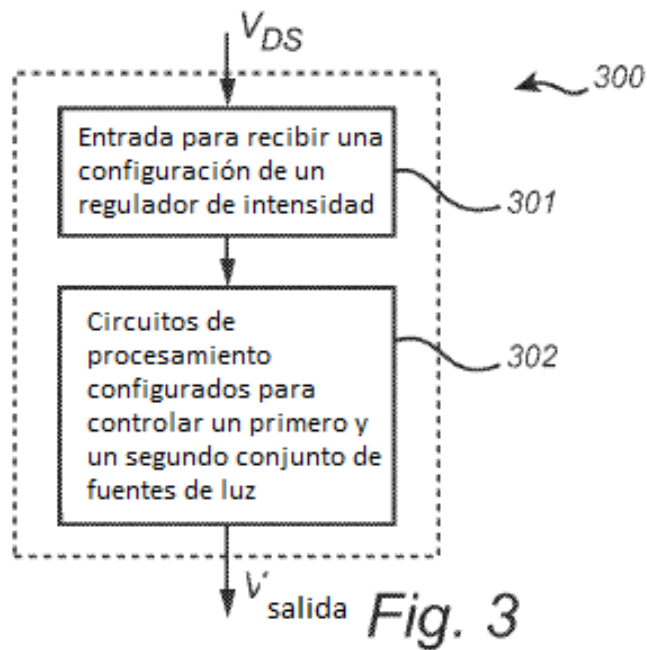 V_DS
300
Entrada para recibir una
configuración de un
regulador de intensidad
301
Circuitos de
procesamiento
configurados para
controlar un primero y
un segundo conjunto de
fuentes de luz
302
V salida
Fig. 3